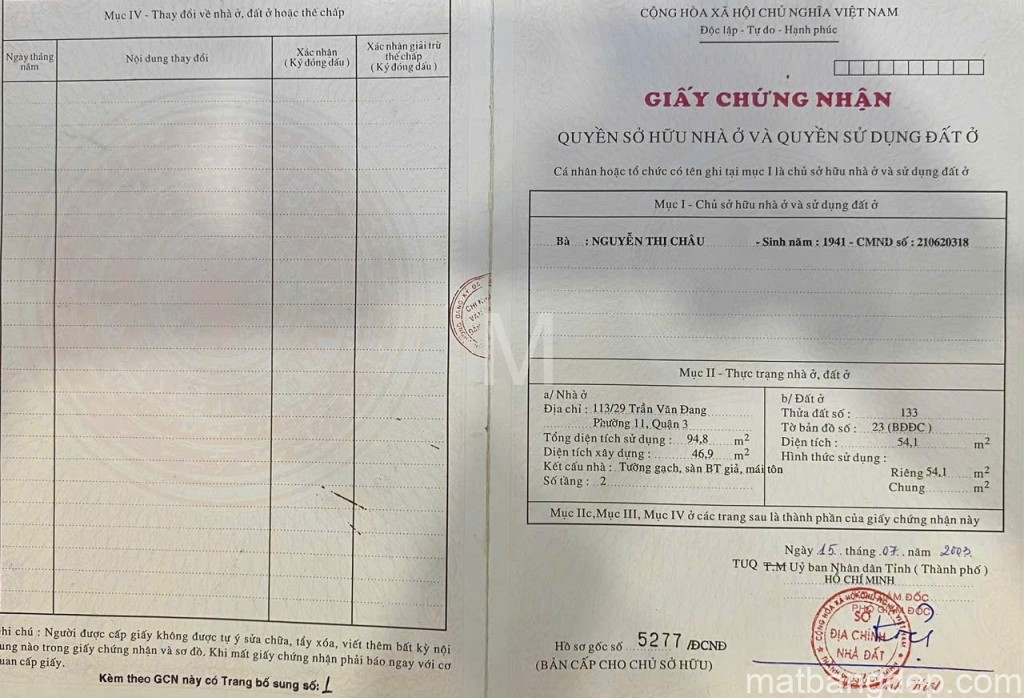 Mục IV - Thay đổi về nhà ở, đất ở hoặc thế chấp
Ngày tháng năm
Nội dung thay đổi
Xác nhận
( Ký đóng dấu )
Xác nhận giải trừ
thế chấp
( Ký đóng dấu )
hi chú : Người được cấp giấy không được tự ý sửa chữa, tẩy xóa, viết thêm bất kỳ nội
ung nào trong giấy chứng nhận và sơ đồ. Khi mất giấy chứng nhận phải báo ngay với cơ
uan cấp giấy.
Kèm theo GCN này có Trang bổ sung số: 1
CỘNG HÒA XÃ HỘI CHỦ NGHĨA VIỆT NAM
Độc lập - Tự do - Hạnh phúc
GIẤY CHỨNG NHẬN
QUYỀN SỞ HỮU NHÀ Ở VÀ QUYỀN SỬ DỤNG ĐẤT Ở
Cá nhân hoặc tổ chức có tên ghi tại mục I là chủ sở hữu nhà ở và sử dụng đất ở
Mục I - Chủ sở hữu nhà ở và sử dụng đất ở
Bà : NGUYỄN THỊ CHÂU - Sinh năm : 1941 - CMND số : 210620318
M
Mục II - Thực trạng nhà ở, đất ở
a/ Nhà ở
Địa chỉ : 113/29 Trần Văn Đang
Phường 11, Quận 3
Tổng diện tích sử dụng : 94,8 m²
Diện tích xây dựng : 46,9 m²
Kết cấu nhà : Tường gạch, sàn BT giả, mái tôn
Số tầng : 2
b/ Đất ở
Thửa đất số : 133
Tờ bản đồ số : 23 (BĐĐC )
Diện tích : 54,1 m²
Hình thức sử dụng :
Riêng 54,1 m²
Chung m²
Mục IIc,Mục III, Mục IV ở các trang sau là thành phần của giấy chứng nhận này
Ngày 15 tháng 07 năm 2003
TUQ T.M Uỷ ban Nhân dân Tỉnh ( Thành phố )
HỒ CHÍ MINH
GIÁM ĐỐC
PHÓ GIÁM ĐỐC
SỞ
ĐỊA CHÍNH
NHÀ ĐẤT
Hồ sơ gốc số 5277 /ĐCNĐ
(BẢN CẤP CHO CHỦ SỞ HỮU)
matbangdep.com